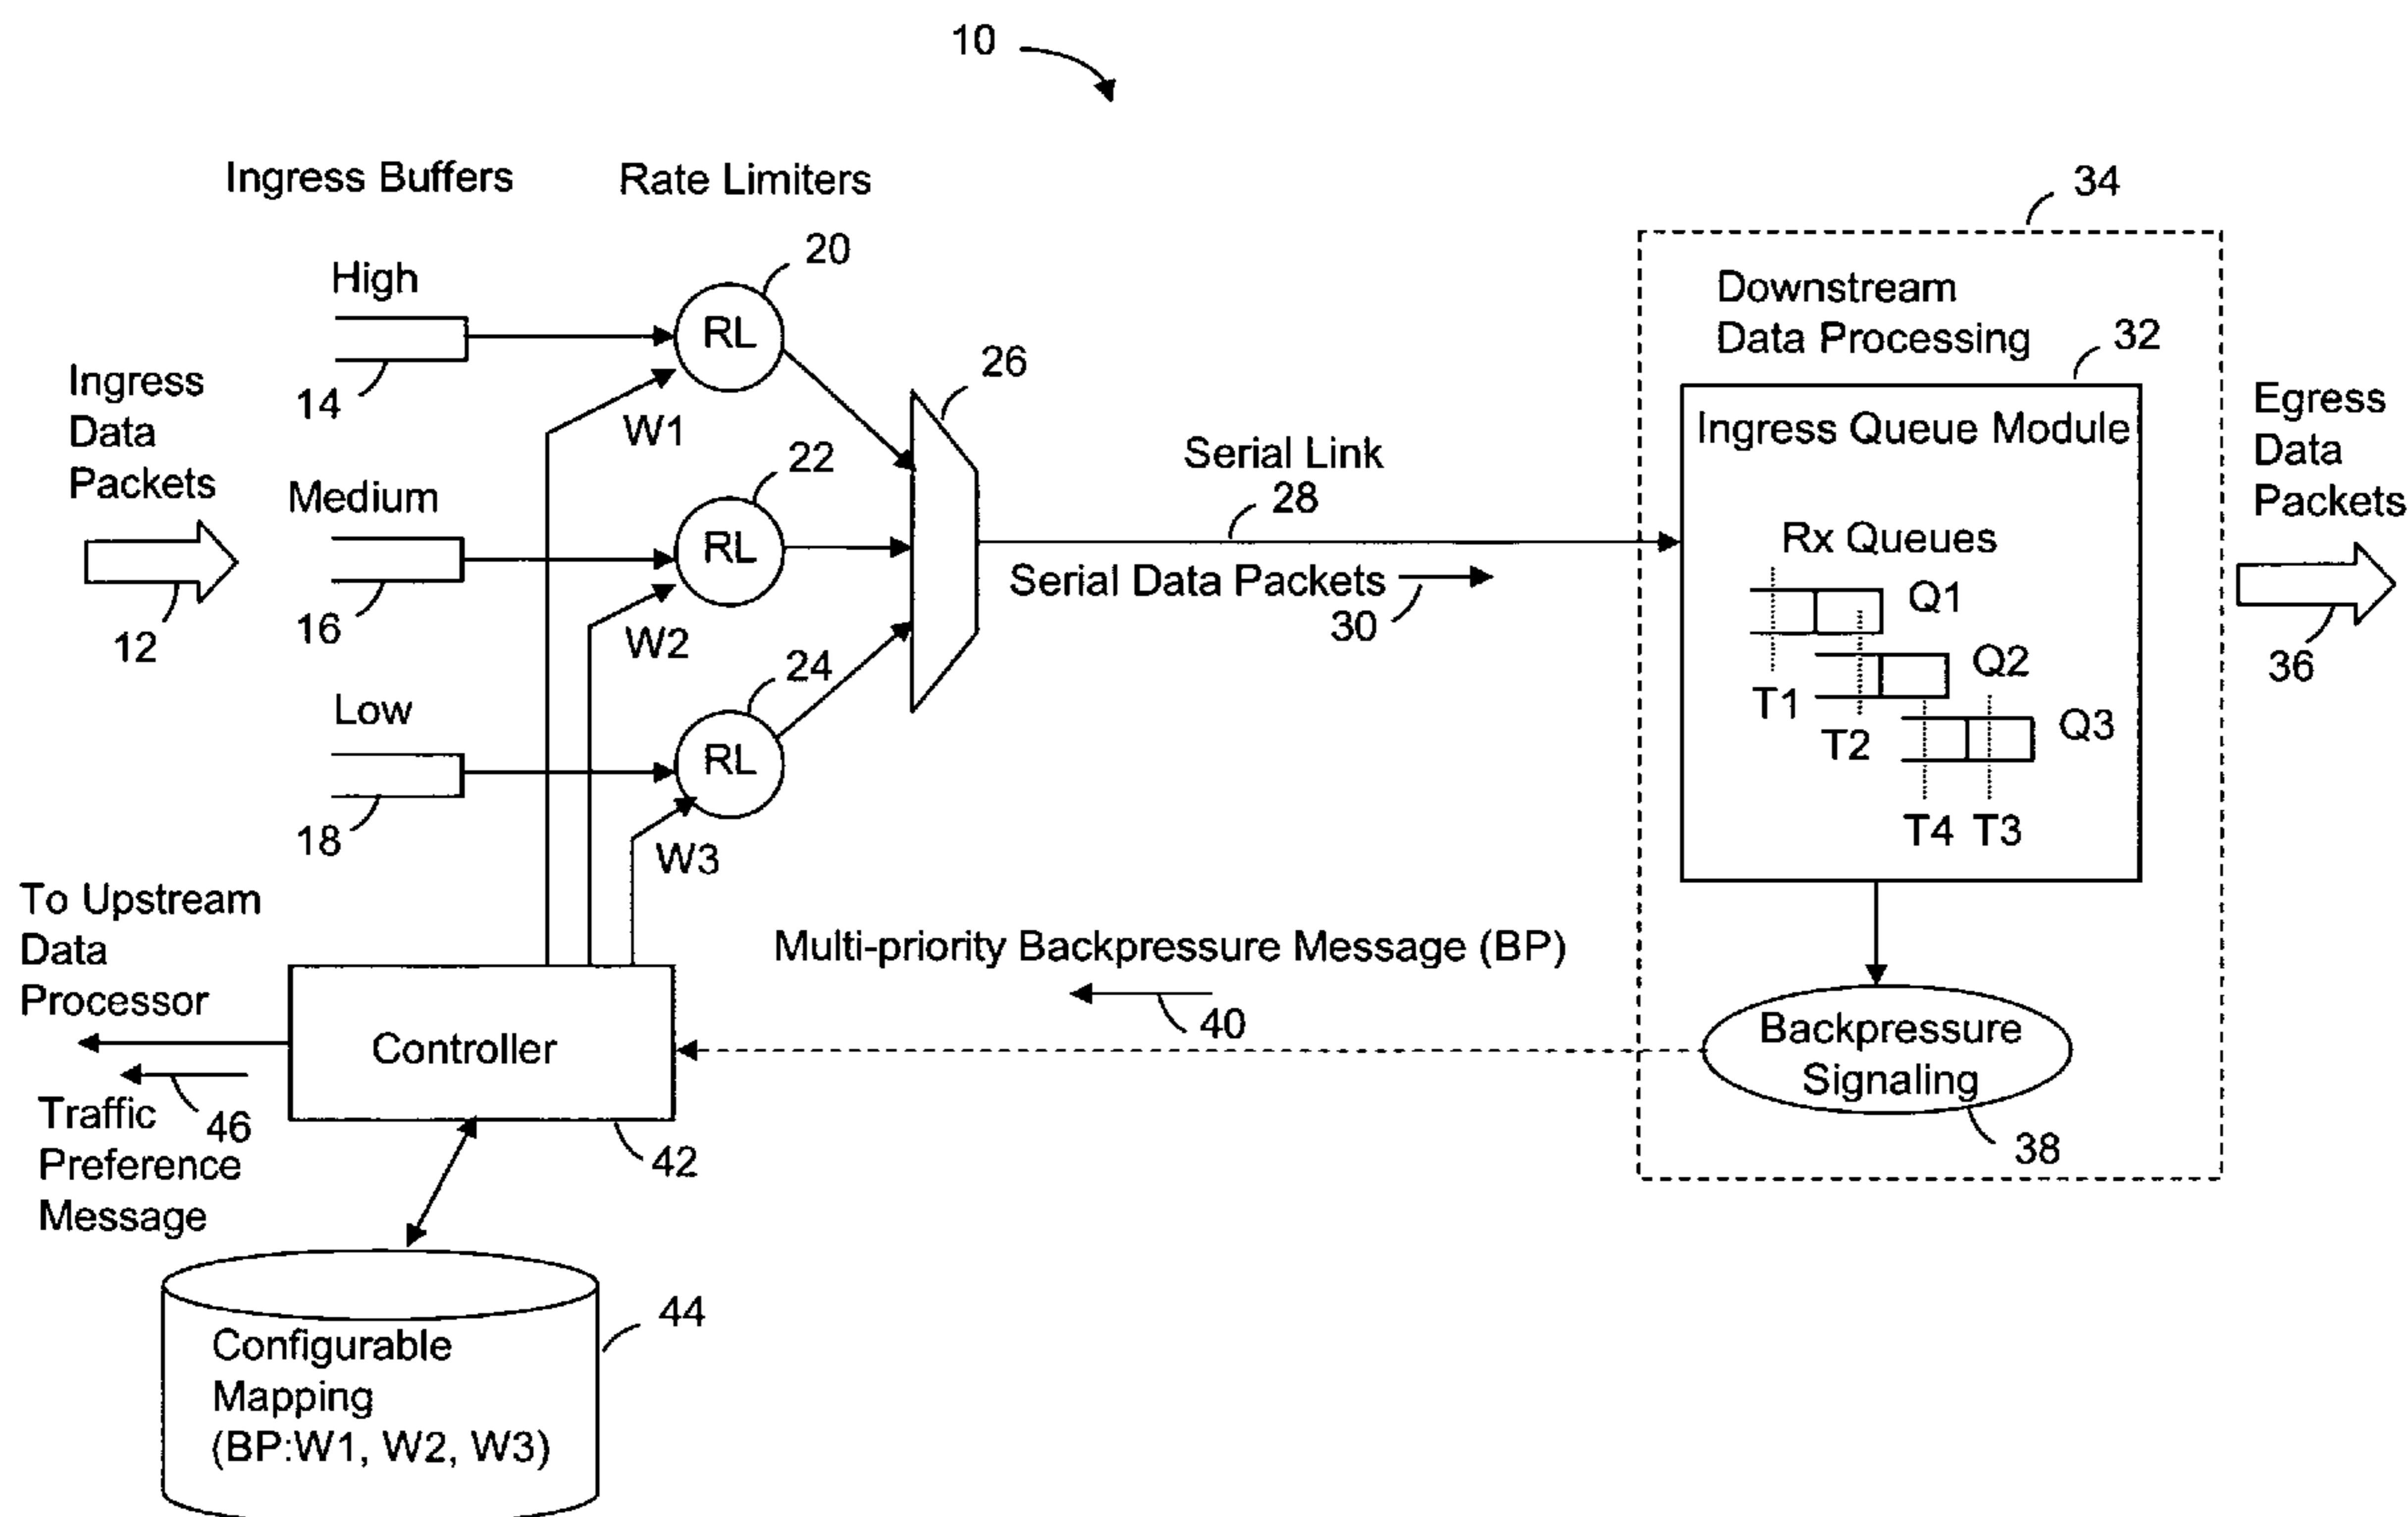 10
Ingress Buffers
Rate Limiters
34
20
High
RL
Downstream
Data Processing
32
26
Ingress
Data
Packets
14
W1
Ingress Queue Module
Egress
Data
Packets
Serial Link
28
22
Medium
RL
Rx Queues
Serial Data Packets
30
Q1
12
16
W2
24
Q2
36
Low
T1
T2
Q3
RL
18
W3
T4
T3
To Upstream
Data
Processor
Multi-priority Backpressure Message (BP)
40
Controller
Backpressure
Signaling
Traffic
Preference
Message
46
42
38
44
Configurable
Mapping
(BP:W1, W2, W3)